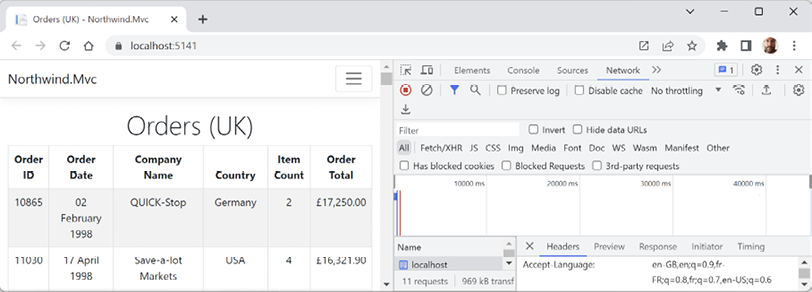 Orders (UK) - Northwind.Mvc
localhost:5141
Northwind.Mvc
Orders (UK)
Order ID Order Date Company Name Country Item Count Order Total
10865 02 February 1998 QUICK-Stop Germany 2 £17,250.00
11030 17 April 1998 Save-a-lot Markets USA 4 £16,321.90
Elements Console Sources Network 1
Preserve log Disable cache No throttling
Filter Invert Hide data URLs
All Fetch/XHR JS CSS Img Media Font Doc WS Wasm Manifest Other
Has blocked cookies Blocked Requests 3rd-party requests
10000 ms 20000 ms 30000 ms 40000 ms
Name Headers Preview Response Initiator Timing
localhost Accept-Language: en-GB,en;q=0.9,fr-
FR;q=0.8,fr;q=0.7,en-US;q=0.6
11 requests 969 kB transf